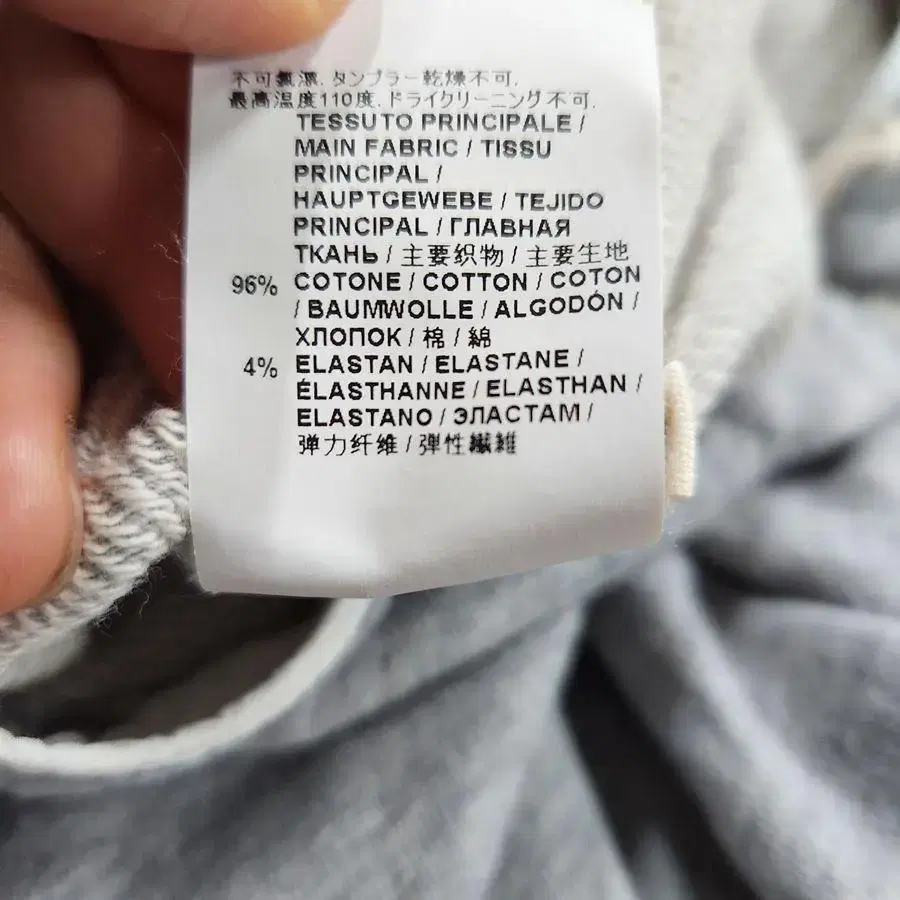 不可氯漂. タンブラー乾燥不可.
最高温度110度. ドライクリーニング不可.
TESSUTO PRINCIPALE /
MAIN FABRIC / TISSU
PRINCIPAL /
HAUPTGEWEBE / TEJIDO
PRINCIPAL / ГЛАВНАЯ
ТКАНЬ / 主要织物 / 主要生地
96% COTONE / COTTON / COTON
/ BAUMWOLLE / ALGODÓN /
ХЛОПОК / 棉 / 綿
4% ELASTAN / ELASTANE /
ÉLASTHANNE / ELASTHAN /
ELASTANO / ЭЛАСТАМ /
弹力纤维 / 弹性繊維